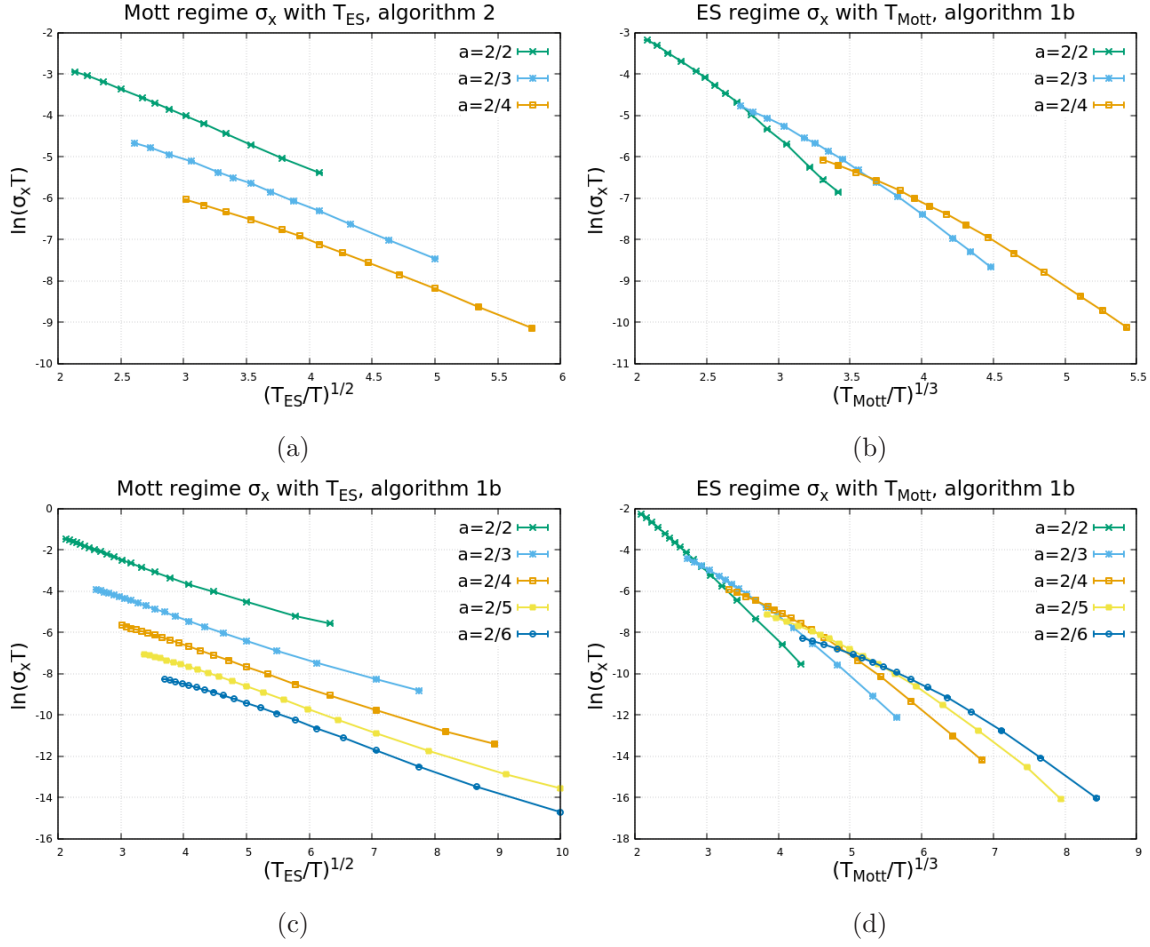 Mott regime σx with TES, algorithm 2
a=2/2
a=2/3
a=2/4
ln(σxT)
-2
-3
-4
-5
-6
-7
-8
-9
-10
2 2.5 3 3.5 4 4.5 5 5.5 6
(TES/T)1/2
(a)
ES regime σx with TMott, algorithm 1b
a=2/2
a=2/3
a=2/4
ln(σxT)
-3
-4
-5
-6
-7
-8
-9
-10
-11
2 2.5 3 3.5 4 4.5 5 5.5
(TMott/T)1/3
(b)
Mott regime σx with TES, algorithm 1b
a=2/2
a=2/3
a=2/4
a=2/5
a=2/6
ln(σxT)
0
-2
-4
-6
-8
-10
-12
-14
-16
2 3 4 5 6 7 8 9 10
(TES/T)1/2
(c)
ES regime σx with TMott, algorithm 1b
a=2/2
a=2/3
a=2/4
a=2/5
a=2/6
ln(σxT)
-2
-4
-6
-8
-10
-12
-14
-16
-18
2 3 4 5 6 7 8 9
(TMott/T)1/3
(d)